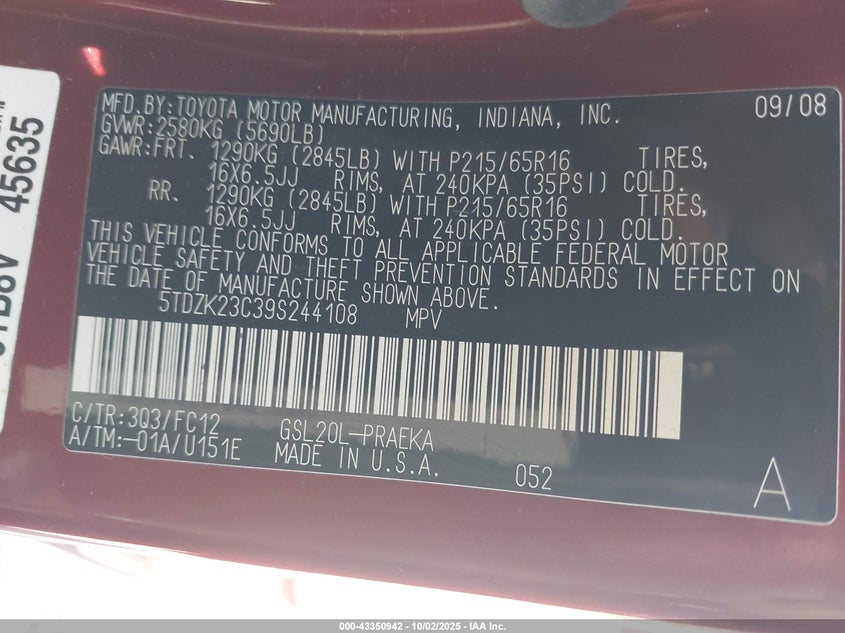 MFD.BY:TOYOTA MOTOR MANUFACTURING, INDIANA, INC. 09/08
GVWR:2580KG (5690LB)
GAWR:FRT. 1290KG (2845LB) WITH P215/65R16 TIRES,
16X6.5JJ RIMS, AT 240KPA (35PSI) COLD.
RR. 1290KG (2845LB) WITH P215/65R16 TIRES,
16X6.5JJ RIMS, AT 240KPA (35PSI) COLD.
THIS VEHICLE CONFORMS TO ALL APPLICABLE FEDERAL MOTOR
VEHICLE SAFETY AND THEFT PREVENTION STANDARDS IN EFFECT ON
THE DATE OF MANUFACTURE SHOWN ABOVE.
5TDZK23C39S244108 MPV
C/TR:3Q3/FC12 GSL20L-PRAEKA
A/TM:-01A/U151E MADE IN U.S.A. 052
A
45635
000-43350942 - 10/02/2025 - IAA Inc.